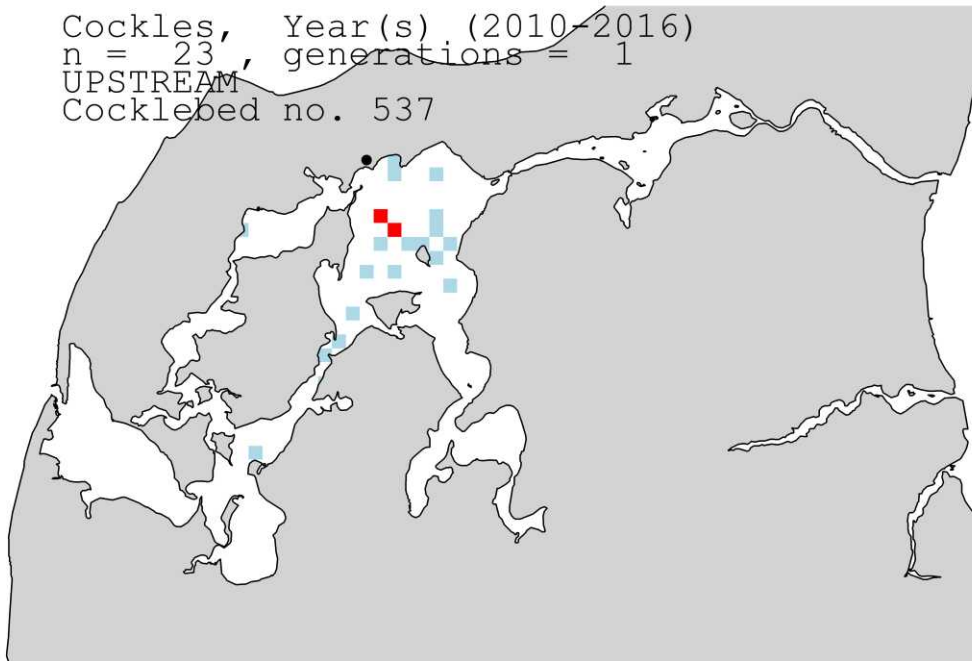 Cockles, Year(s) (2010-2016)
n = 23, generations = 1
UPSTREAM
Cocklebed no. 537